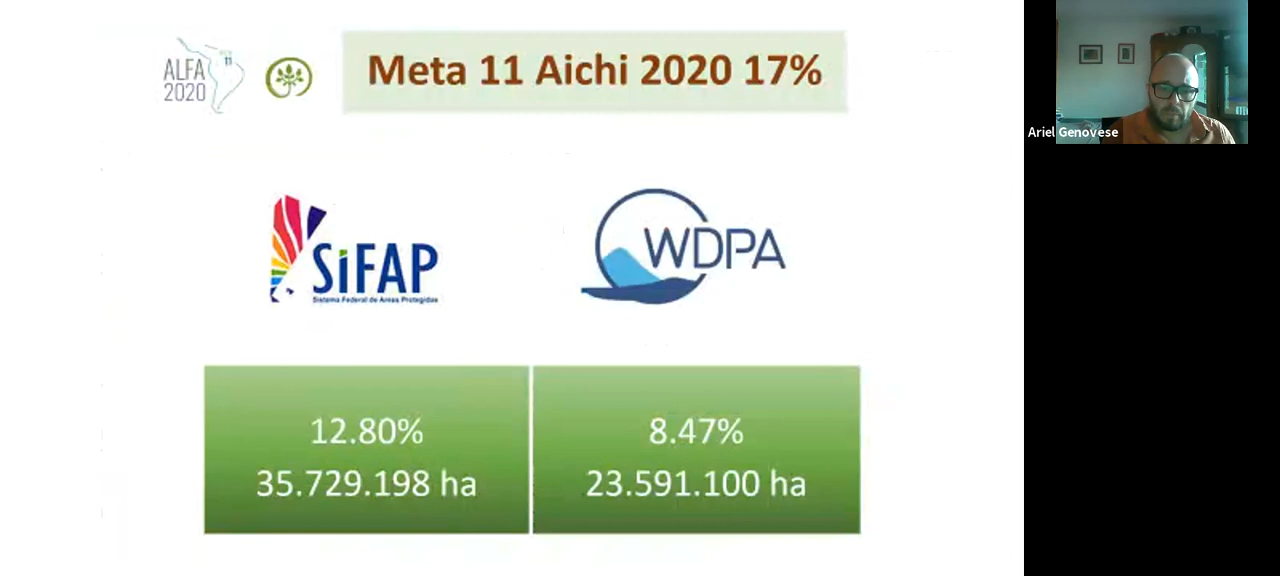 ALFA
2020
Meta 11 Aichi 2020 17%
SiFAP
Sistema Federal de Areas Protegidas
WDPA
12.80%
35.729.198 ha
8.47%
23.591.100 ha
Ariel Genovese